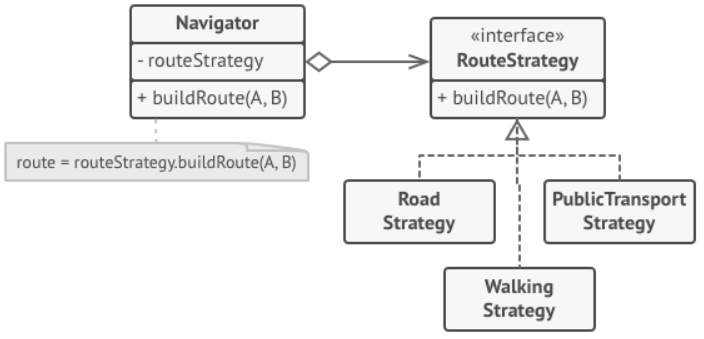 Navigator
- routeStrategy
+ buildRoute(A, B)
route = routeStrategy.buildRoute(A, B)
«interface»
RouteStrategy
+ buildRoute(A, B)
Road
Strategy
PublicTransport
Strategy
Walking
Strategy